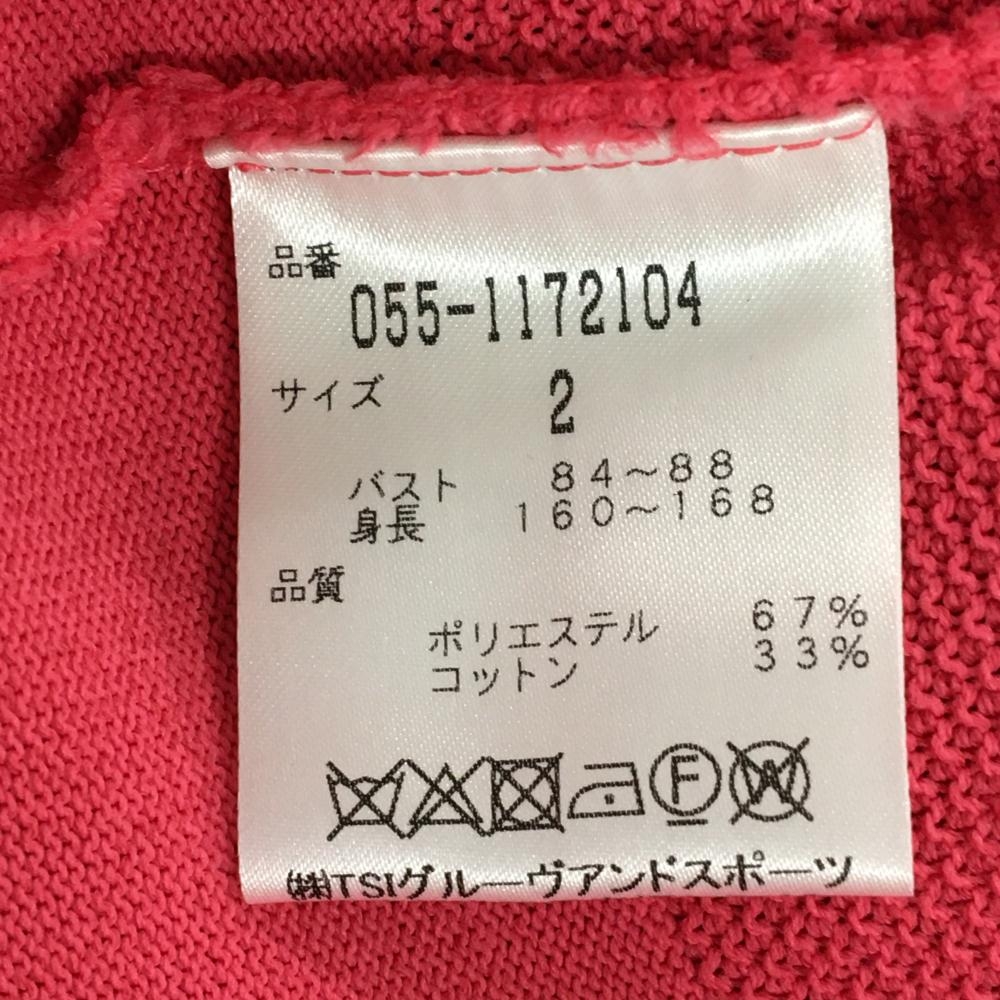 品番
055-1172104
サイズ 2
バスト 84～88
身長 160～168
品質
ポリエステル 67%
コットン 33%
F W
㈱TSIグルーヴアンドスポーツ